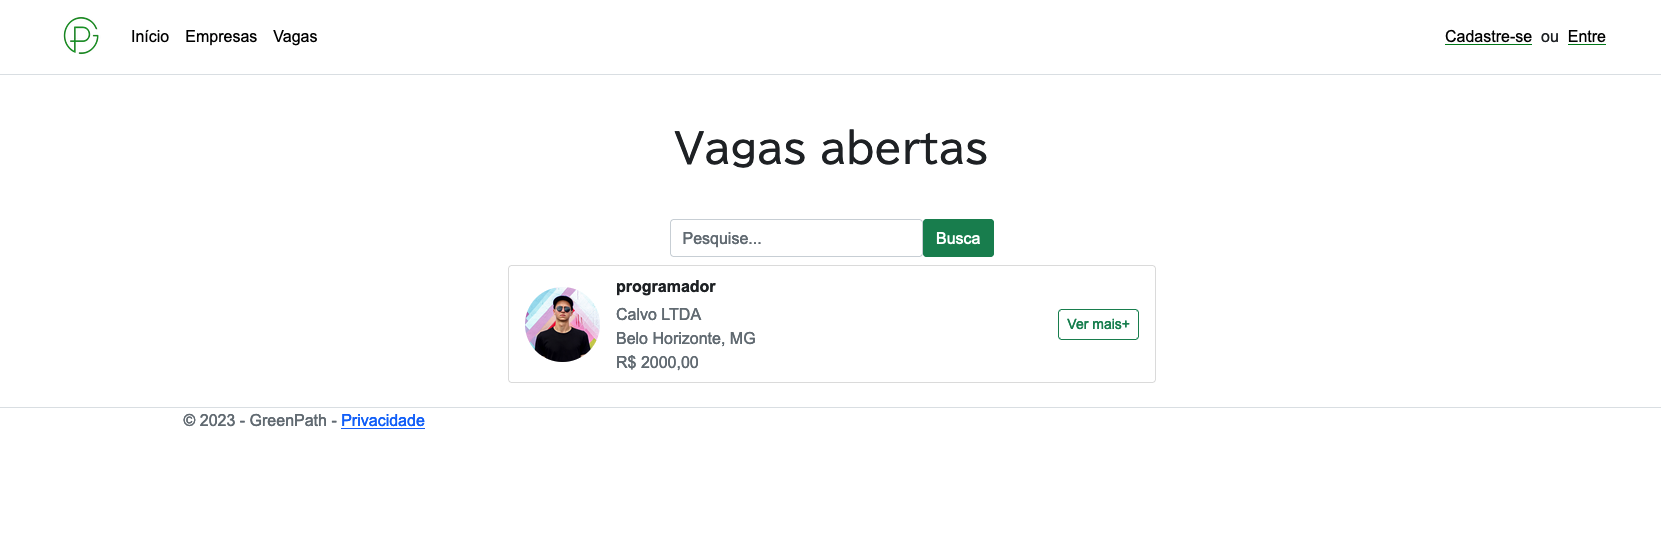 Início Empresas Vagas Cadastre-se ou Entre
Vagas abertas
Pesquise... Busca
programador
Calvo LTDA
Belo Horizonte, MG
R$ 2000,00
Ver mais+
© 2023 - GreenPath - Privacidade